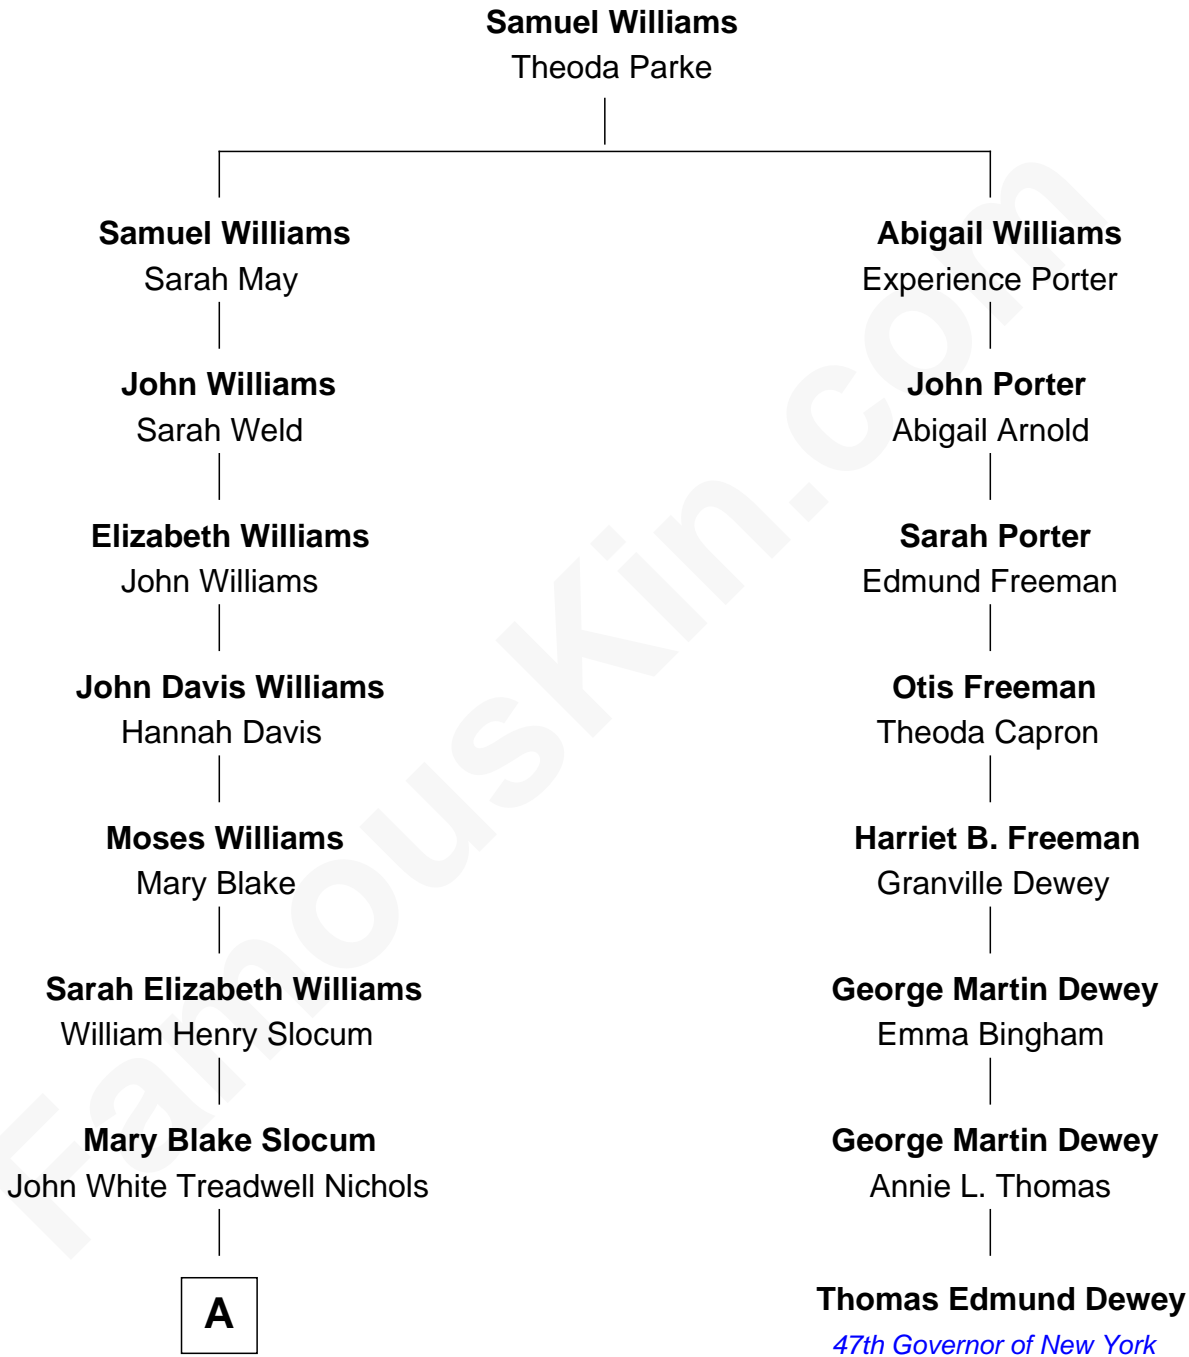 Samuel Williams
Theoda Parke
Samuel Williams
Sarah May
Abigail Williams
Experience Porter
John Williams
Sarah Weld
John Porter
Abigail Arnold
Elizabeth Williams
John Williams
Sarah Porter
Edmund Freeman
John Davis Williams
Hannah Davis
Otis Freeman
Theoda Capron
Moses Williams
Mary Blake
Harriet B. Freeman
Granville Dewey
Sarah Elizabeth Williams
William Henry Slocum
George Martin Dewey
Emma Bingham
Mary Blake Slocum
John White Treadwell Nichols
George Martin Dewey
Annie L. Thomas
A
Thomas Edmund Dewey
47th Governor of New York
FamousKin.com